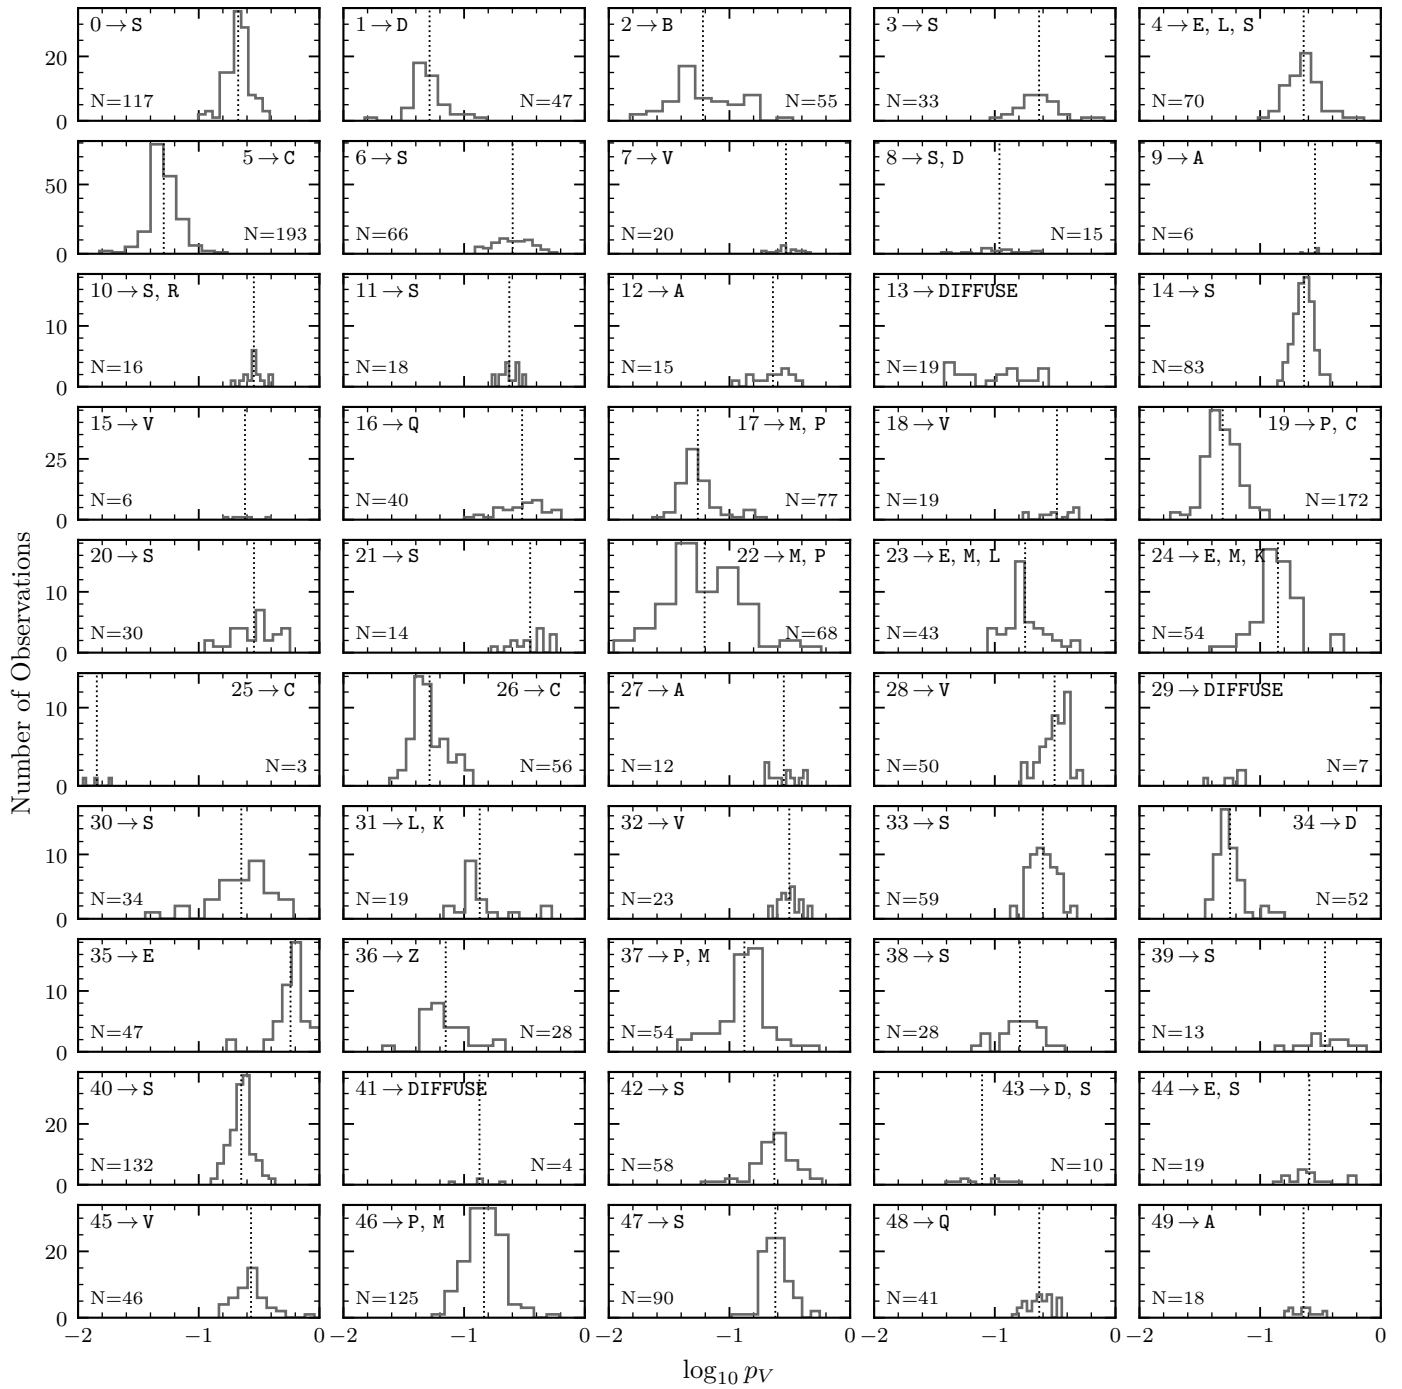 0→S 1→D 2→B 3→S 4→E, L, S
20
N=117 N=47 N=55 N=33 N=70
0
5→C 6→S 7→V 8→S, D 9→A
50
N=193 N=66 N=20 N=15 N=6
0
10→S, R 11→S 12→A 13→DIFFUSE 14→S
10
N=16 N=18 N=15 N=19 N=83
0
15→V 16→Q 17→M, P 18→V 19→P, C
25
N=6 N=40 N=77 N=19 N=172
0
20→S 21→S 22→M, P 23→E, M, L 24→E, M, K
10
N=30 N=14 N=68 N=43 N=54
0
Number of Observations
25→C 26→C 27→A 28→V 29→DIFFUSE
10
N=3 N=56 N=12 N=50 N=7
0
30→S 31→L, K 32→V 33→S 34→D
10
N=34 N=19 N=23 N=59 N=52
0
35→E 36→Z 37→P, M 38→S 39→S
10
N=47 N=28 N=54 N=28 N=13
0
40→S 41→DIFFUSE 42→S 43→D, S 44→E, S
20
N=132 N=4 N=58 N=10 N=19
0
45→V 46→P, M 47→S 48→Q 49→A
20
N=46 N=125 N=90 N=41 N=18
0
−2 −1 0 −2 −1 0 −2 −1 0 −2 −1 0 −2 −1 0
log₁₀ p_V